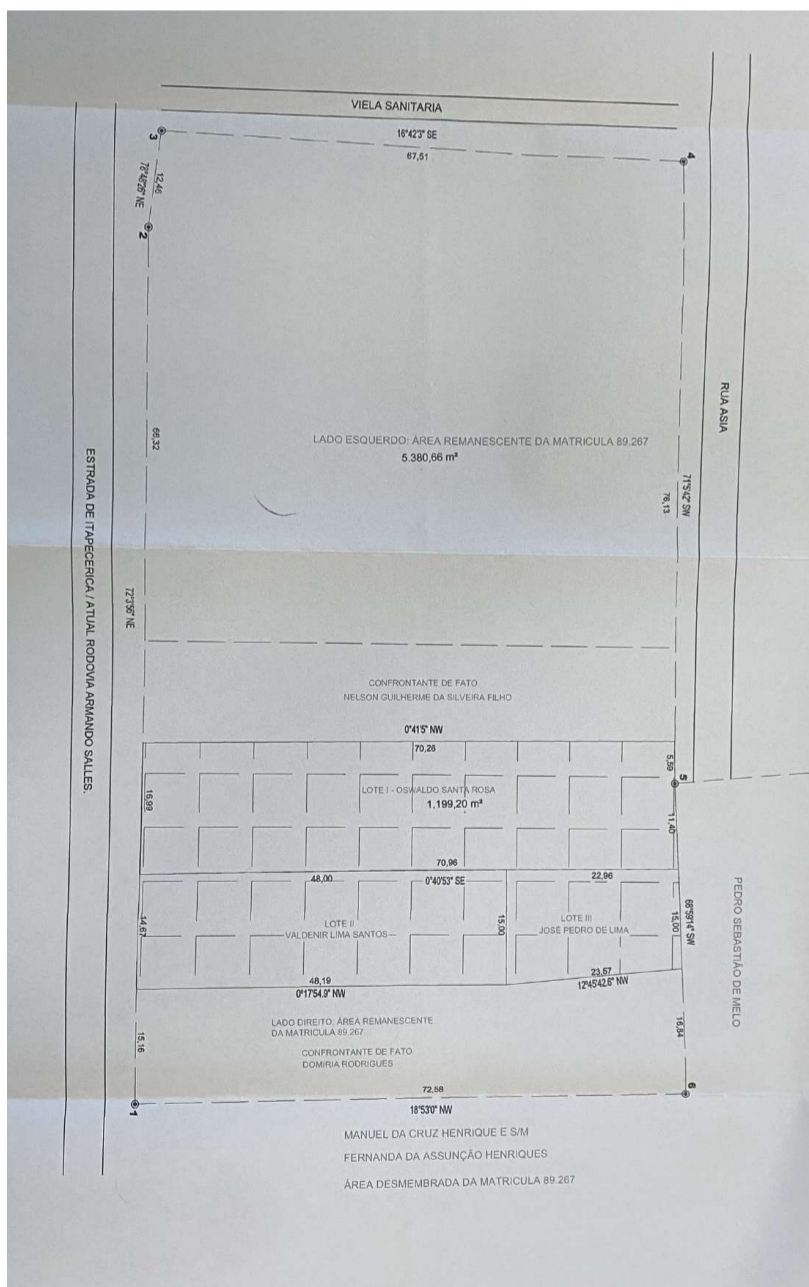 VIELA SANITARIA
16°42'3" SE
67,51
3
4
12,46
78°48'26" NE
2
RUA ASIA
66,32
LADO ESQUERDO: ÁREA REMANESCENTE DA MATRICULA 89.267
5.380,66 m²
71°5'42" SW
76,13
ESTRADA DE ITAPECERICA / ATUAL RODOVIA ARMANDO SALLES.
72°3'56" NE
CONFRONTANTE DE FATO
NELSON GUILHERME DA SILVEIRA FILHO
0°41'5" NW
70,26
5,59
5
16,99
LOTE I - OSWALDO SANTA ROSA
1.199,20 m²
11,40
70,96
48,00
0°40'53" SE
22,96
PEDRO SEBASTIÃO DE MELO
14,67
LOTE II
VALDENIR LIMA SANTOS
15,00
LOTE III
JOSE PEDRO DE LIMA
15,00
68°59'14" SW
48,19
0°17'54.9" NW
23,57
12°45'42.6" NW
LADO DIREITO: ÁREA REMANESCENTE
DA MATRICULA 89.267
16,84
15,16
CONFRONTANTE DE FATO
DOMIRIA RODRIGUES
72,58
6
1
18°53'0" NW
MANUEL DA CRUZ HENRIQUE E S/M
FERNANDA DA ASSUNÇÃO HENRIQUES
ÁREA DESMEMBRADA DA MATRICULA 89.267